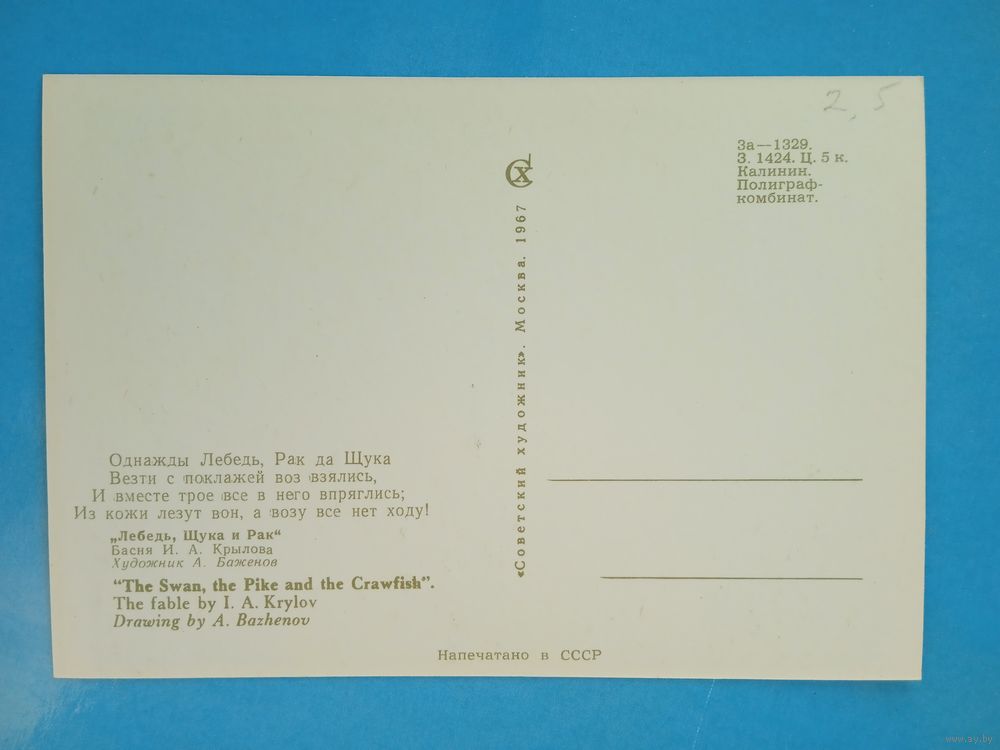 2,5
За—1329.
З. 1424. Ц. 5 к.
Калинин.
Полиграф-
комбинат.
СХ
«Советский художник». Москва. 1967
Однажды Лебедь, Рак да Щука
Везти с поклажей воз взялись,
И вместе трое все в него впряглись;
Из кожи лезут вон, а возу все нет ходу!
„Лебедь, Щука и Рак“
Басня И. А. Крылова
Художник А. Баженов
“The Swan, the Pike and the Crawfish”.
The fable by I. A. Krylov
Drawing by A. Bazhenov
Напечатано в СССР
www.ay.by